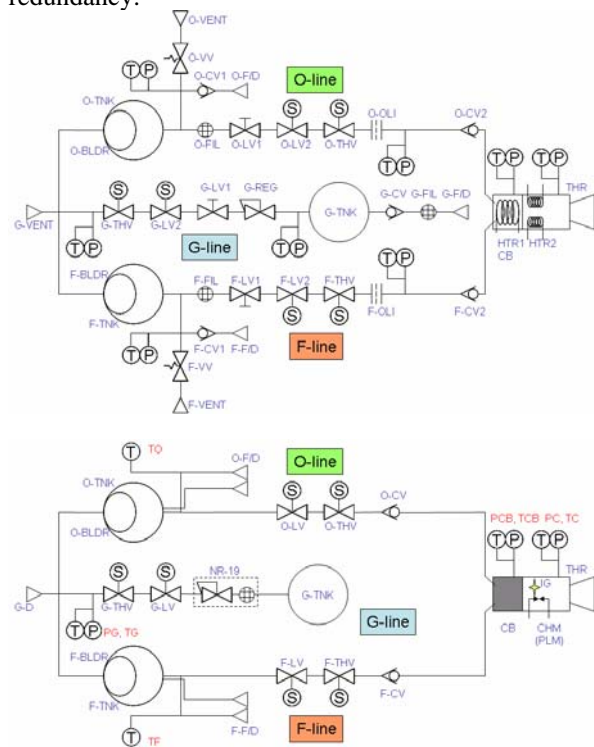 redundancy.
O-VENT
O-VV
T P O-CV1 O-F/D
O-line
O-TNK
S S O-OLI O-CV2
O-BLDR O-FIL O-LV1 O-LV2 O-THV
T P
T P T P
S S G-LV1 G-REG G-CV G-FIL G-F/D THR
G-VENT G-TNK
T P G-THV G-LV2 T P
G-line
HTR1 HTR2
CB
F-BLDR F-FIL F-LV1 F-LV2 F-THV T P
F-TNK S S F-OLI F-CV2
T P F-CV1 F-F/D
F-line
F-VV
F-VENT
T TO O-F/D
O-line
O-TNK
S S O-CV
O-BLDR O-LV O-THV
PCB, TCB PC, TC
T P T P
S S NR-19 THR
IG
G-D G-THV G-LV G-TNK
T P PG, TG
G-line
CB CHM
(PLM)
F-BLDR F-LV F-THV
F-TNK S S F-CV
F-F/D
T TF
F-line